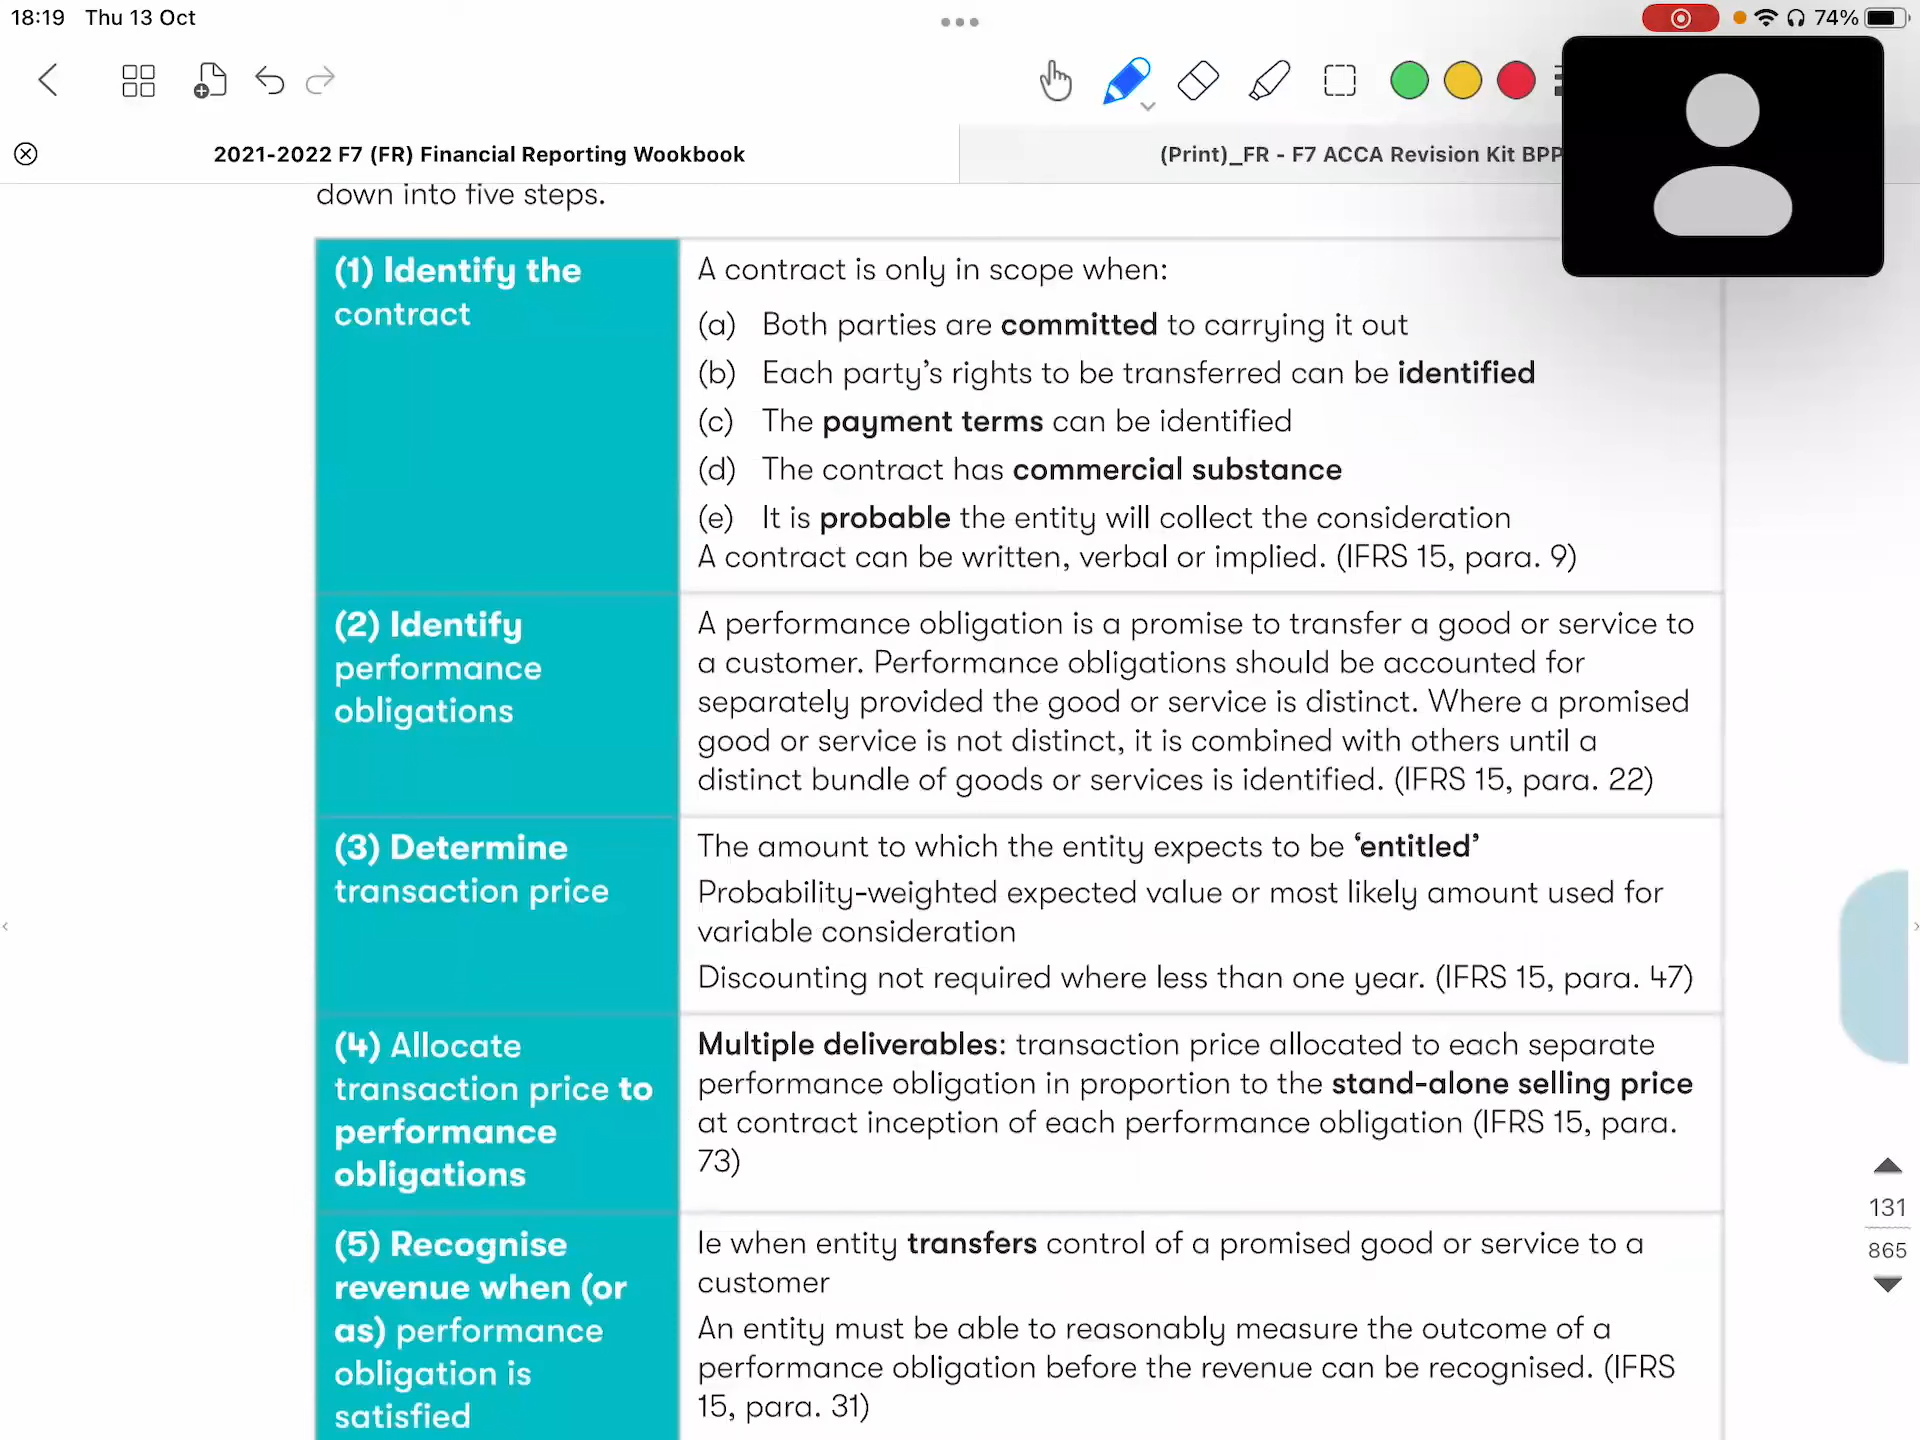 18:19 Thu 13 Oct
74%
2021-2022 F7 (FR) Financial Reporting Wookbook
(Print)_FR - F7 ACCA Revision Kit BPP
down into five steps.
(1) Identify the
contract
A contract is only in scope when:
(a) Both parties are committed to carrying it out
(b) Each party's rights to be transferred can be identified
(c) The payment terms can be identified
(d) The contract has commercial substance
(e) It is probable the entity will collect the consideration
A contract can be written, verbal or implied. (IFRS 15, para. 9)
(2) Identify
performance
obligations
A performance obligation is a promise to transfer a good or service to
a customer. Performance obligations should be accounted for
separately provided the good or service is distinct. Where a promised
good or service is not distinct, it is combined with others until a
distinct bundle of goods or services is identified. (IFRS 15, para. 22)
(3) Determine
transaction price
The amount to which the entity expects to be 'entitled'
Probability-weighted expected value or most likely amount used for
variable consideration
Discounting not required where less than one year. (IFRS 15, para. 47)
(4) Allocate
transaction price to
performance
obligations
Multiple deliverables: transaction price allocated to each separate
performance obligation in proportion to the stand-alone selling price
at contract inception of each performance obligation (IFRS 15, para.
73)
(5) Recognise
revenue when (or
as) performance
obligation is
satisfied
Ie when entity transfers control of a promised good or service to a
customer
An entity must be able to reasonably measure the outcome of a
performance obligation before the revenue can be recognised. (IFRS
15, para. 31)
131
865